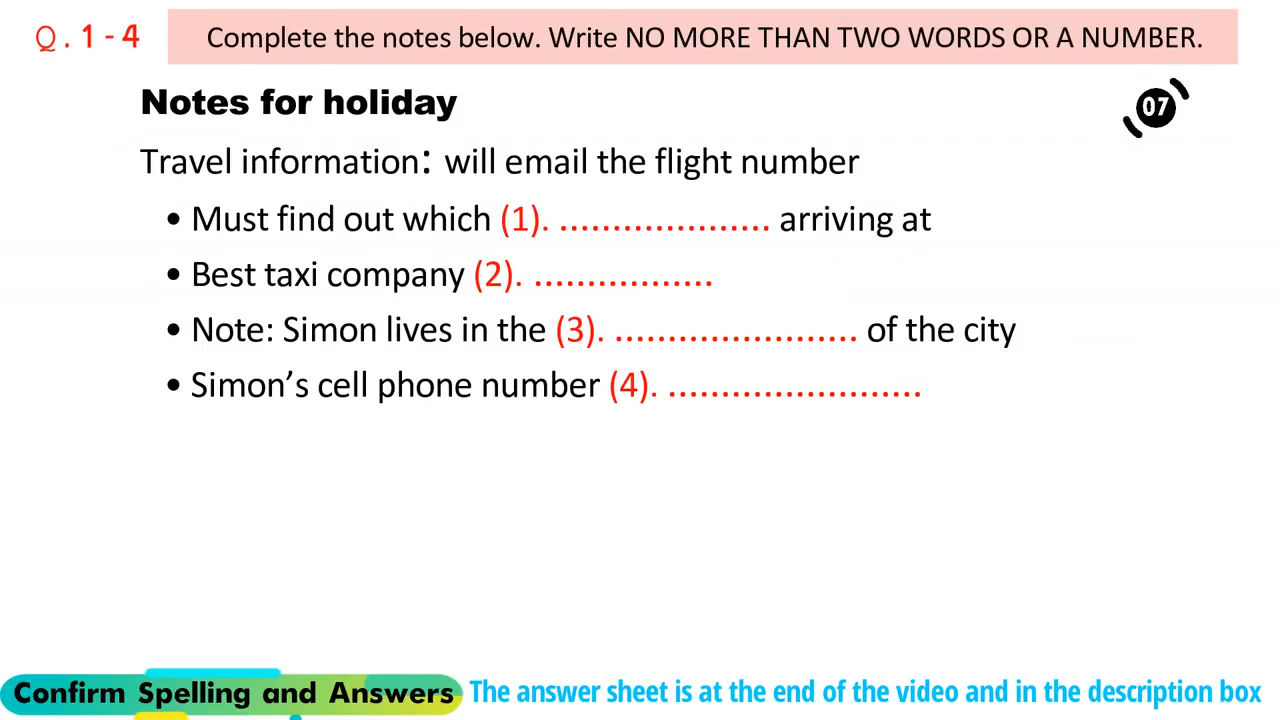 Q. 1 - 4
Complete the notes below. Write NO MORE THAN TWO WORDS OR A NUMBER.
Notes for holiday
07
Travel information: will email the flight number
• Must find out which (1). .................... arriving at
• Best taxi company (2). .................
• Note: Simon lives in the (3). ....................... of the city
• Simon’s cell phone number (4). ........................
Confirm Spelling and Answers
The answer sheet is at the end of the video and in the description box